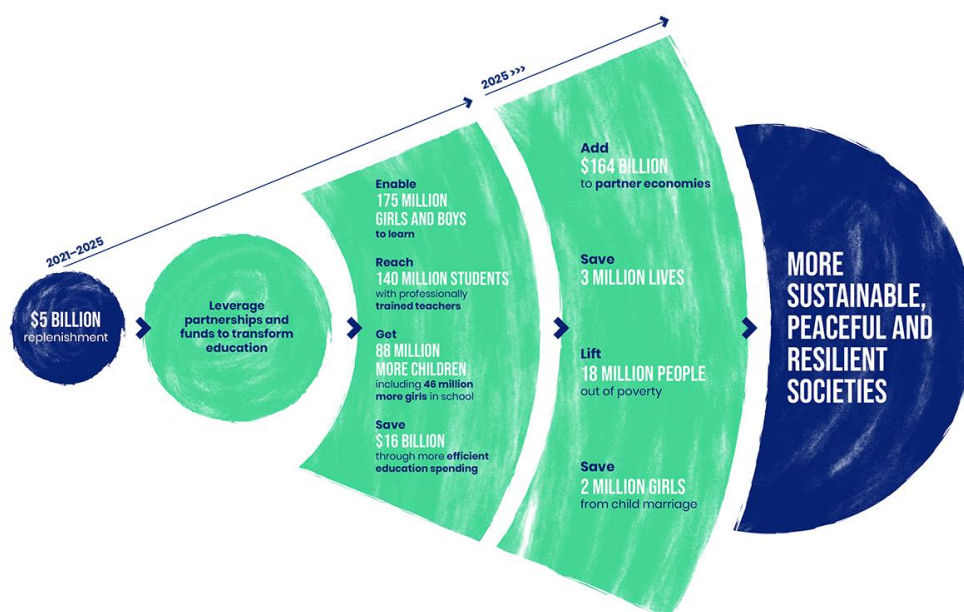 2021–2025
2025 >>>
$5 BILLION
replenishment
Leverage
partnerships and
funds to transform
education
Enable
175 MILLION
GIRLS AND BOYS
to learn
Reach
140 MILLION STUDENTS
with professionally
trained teachers
Get
88 MILLION
MORE CHILDREN
including 46 million
more girls in school
Save
$16 BILLION
through more efficient
education spending
Add
$164 BILLION
to partner economies
Save
3 MILLION LIVES
Lift
18 MILLION PEOPLE
out of poverty
Save
2 MILLION GIRLS
from child marriage
MORE
SUSTAINABLE,
PEACEFUL AND
RESILIENT
SOCIETIES